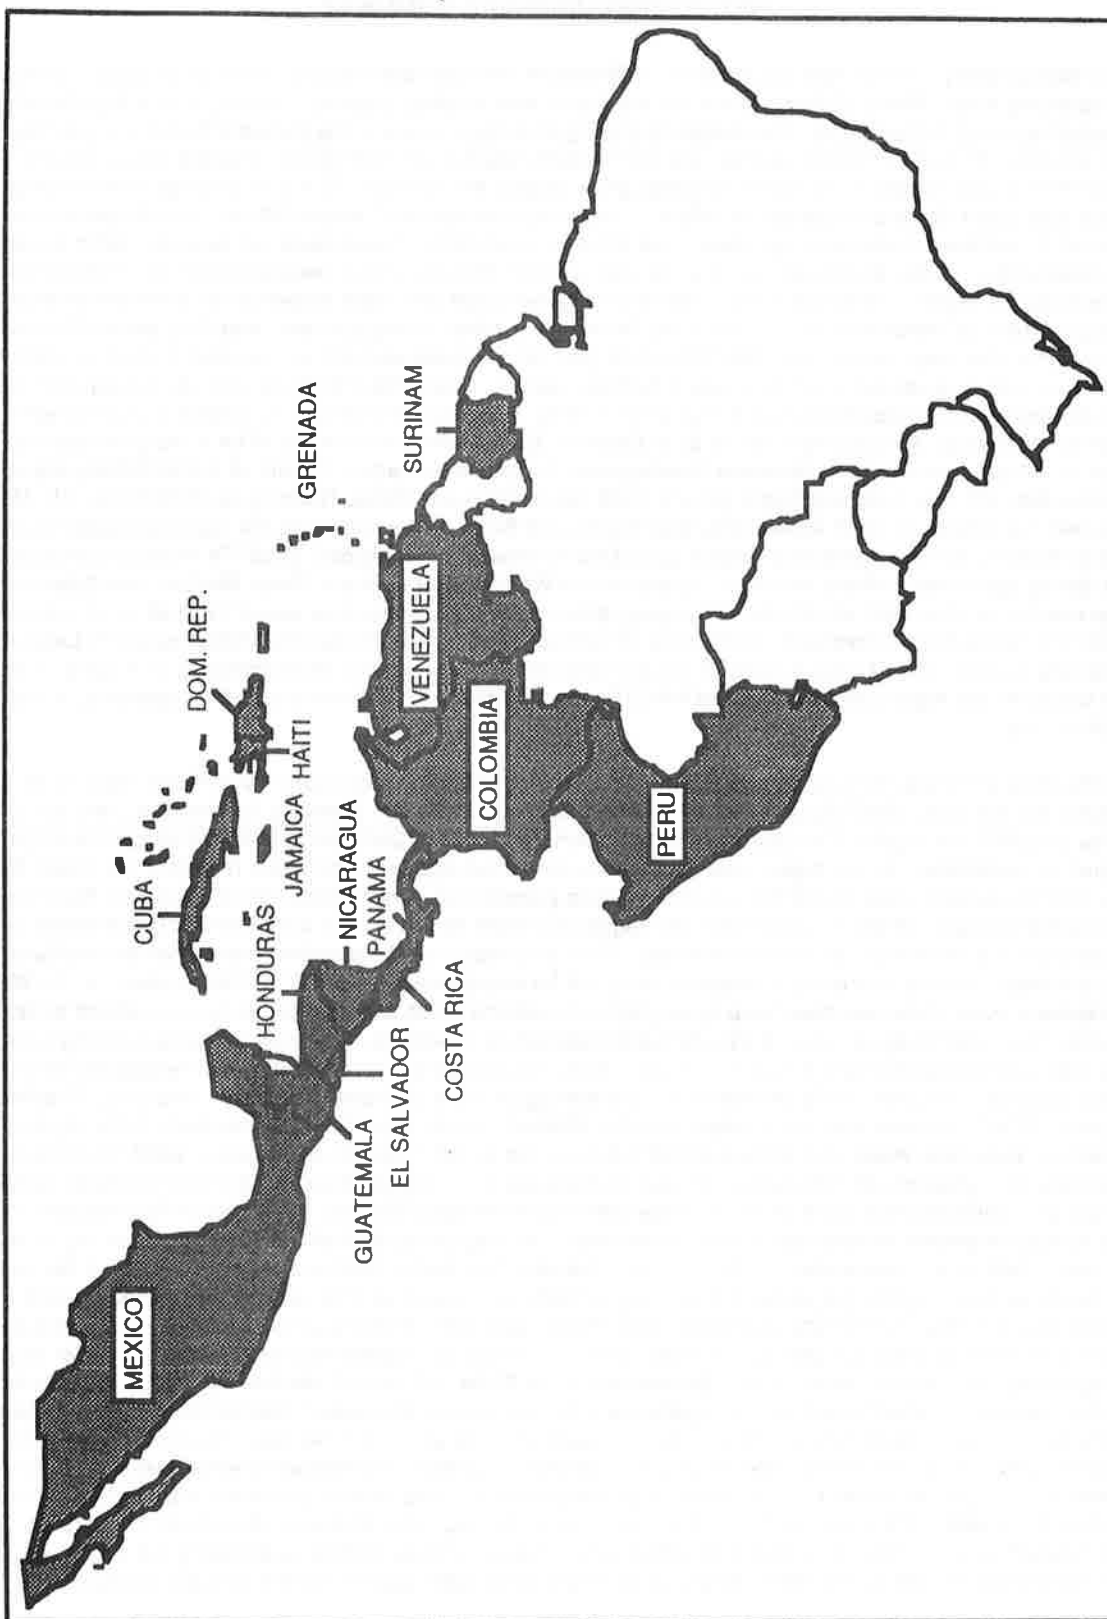 MEXICO
CUBA
DOM. REP.
GRENADA
HONDURAS
JAMAICA
HAITI
NICARAGUA
PANAMA
GUATEMALA
EL SALVADOR
COSTA RICA
VENEZUELA
SURINAM
COLOMBIA
PERU